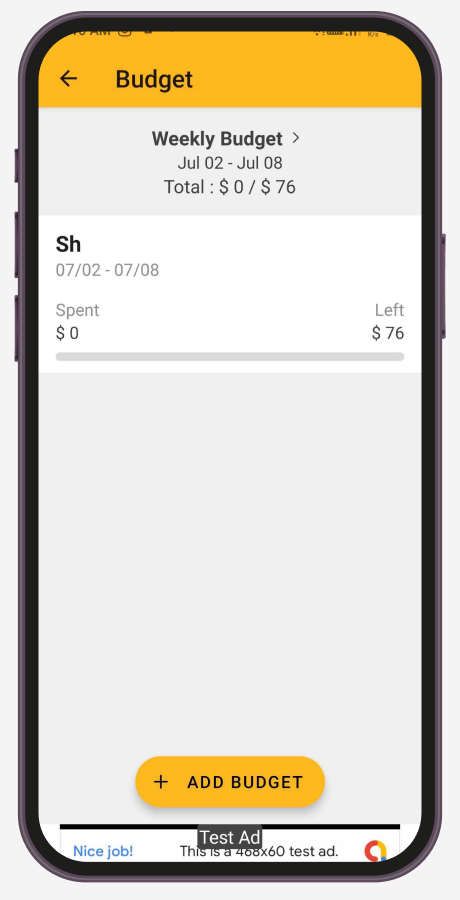 Budget
Weekly Budget >
Jul 02 - Jul 08
Total : $ 0 / $ 76
Sh
07/02 - 07/08
Spent
Left
$ 0
$ 76
+ ADD BUDGET
Test Ad
Nice job!
This is a 468x60 test ad.